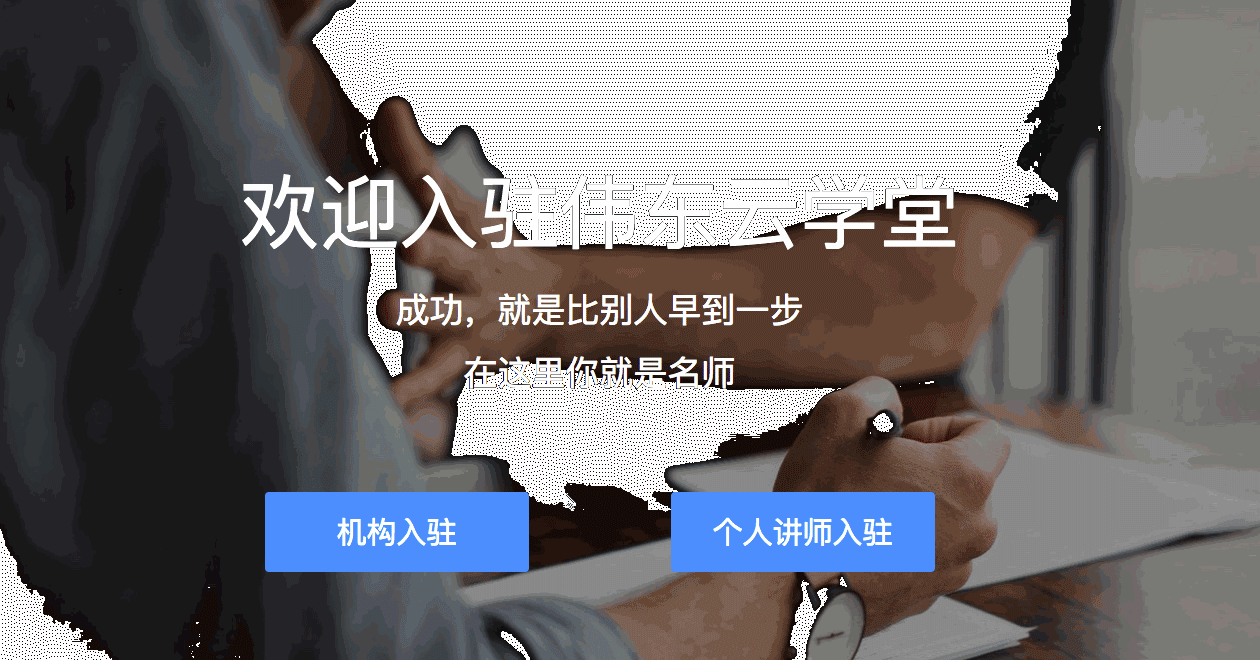 欢迎入驻伟东云学堂
成功，就是比别人早到一步
在这里你就是名师
机构入驻
个人讲师入驻